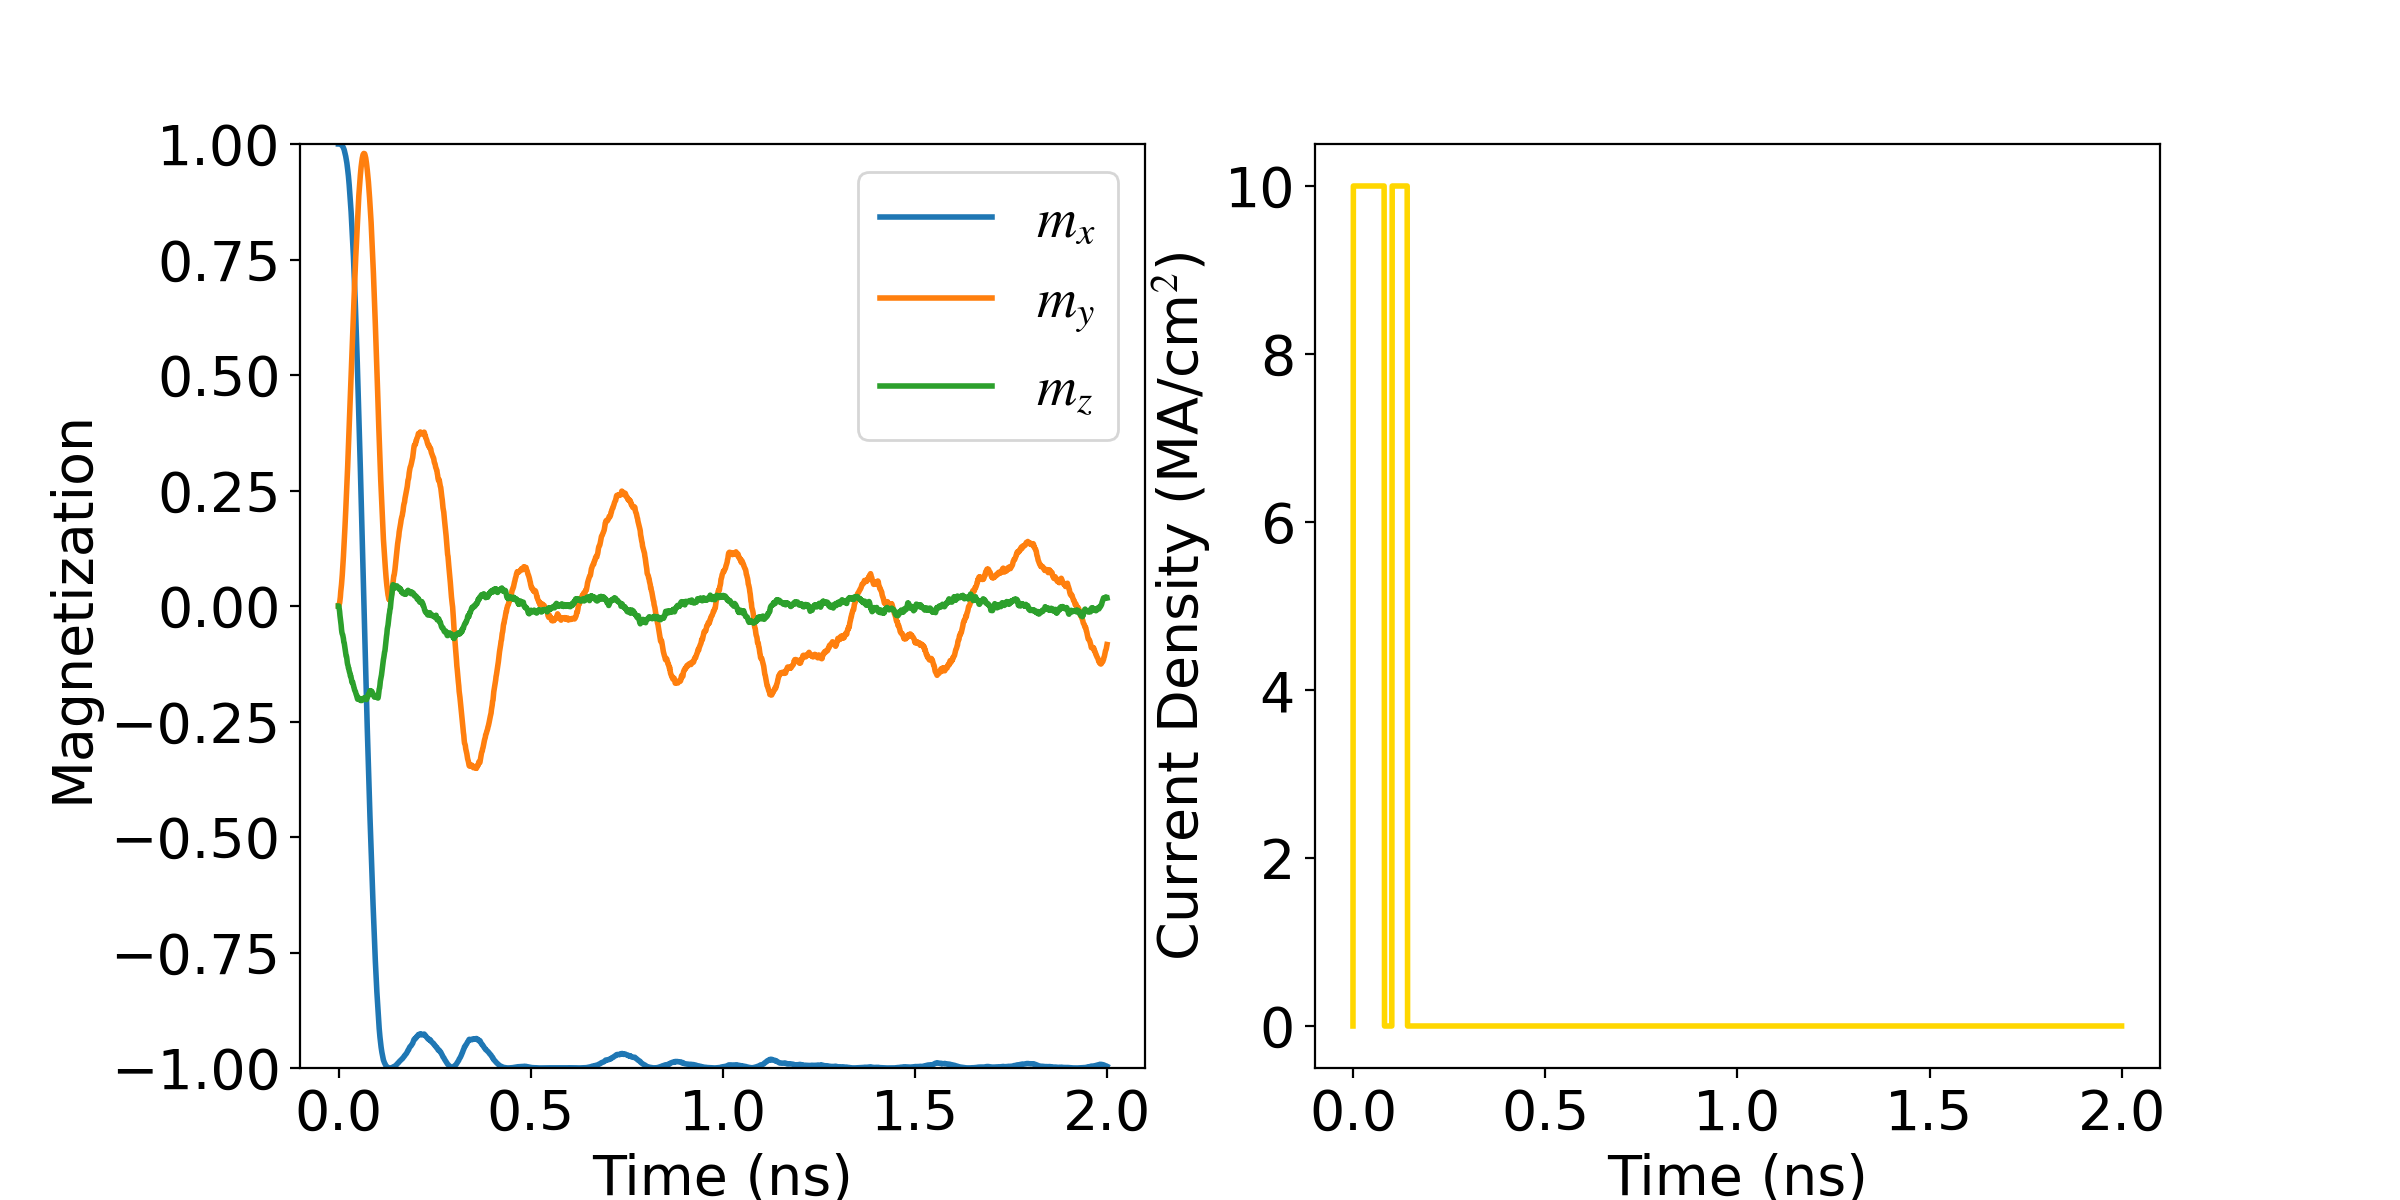 Magnetization
1.00
0.75
0.50
0.25
0.00
−0.25
−0.50
−0.75
−1.00
0.0 0.5 1.0 1.5 2.0
Time (ns)
m_x
m_y
m_z
Current Density (MA/cm²)
10
8
6
4
2
0
0.0 0.5 1.0 1.5 2.0
Time (ns)